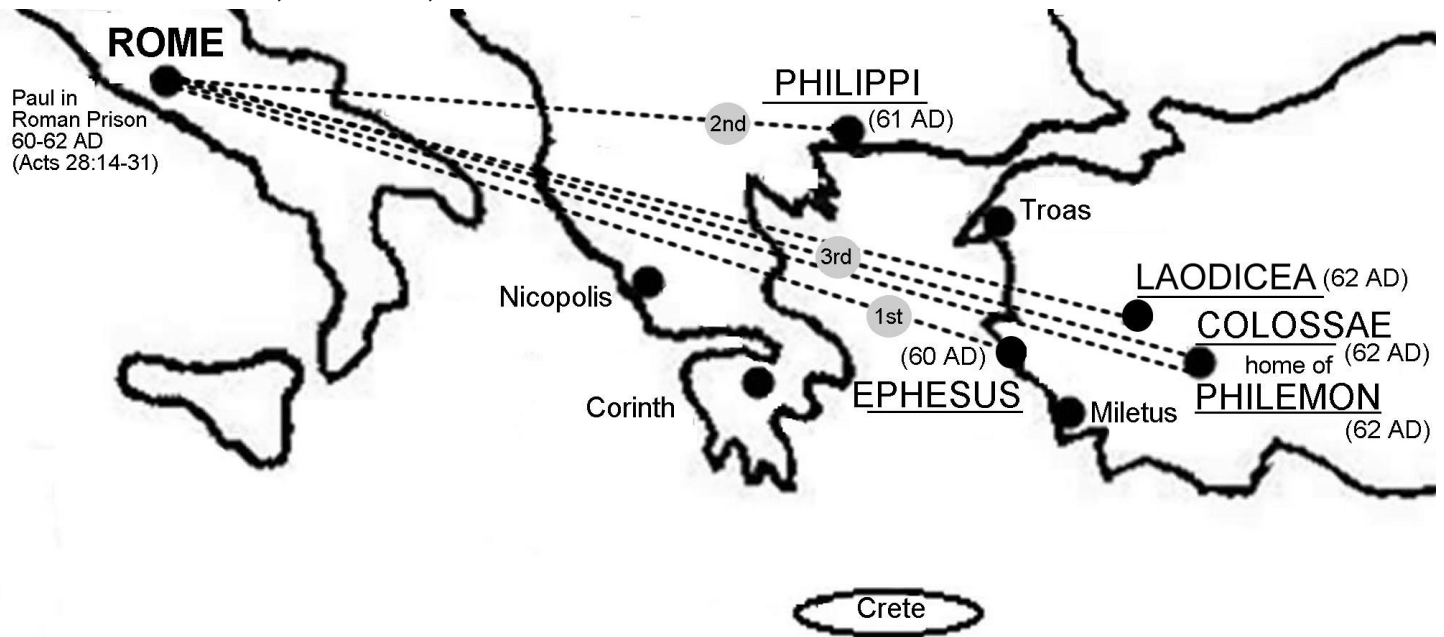 ROME
Paul in
Roman Prison
60-62 AD
(Acts 28:14-31)
PHILIPPI
2nd
(61 AD)
Troas
3rd
LAODICEA (62 AD)
Nicopolis
1st
COLOSSAE
(60 AD)
home of (62 AD)
EPHESUS
PHILEMON
Corinth
Miletus
(62 AD)
Crete